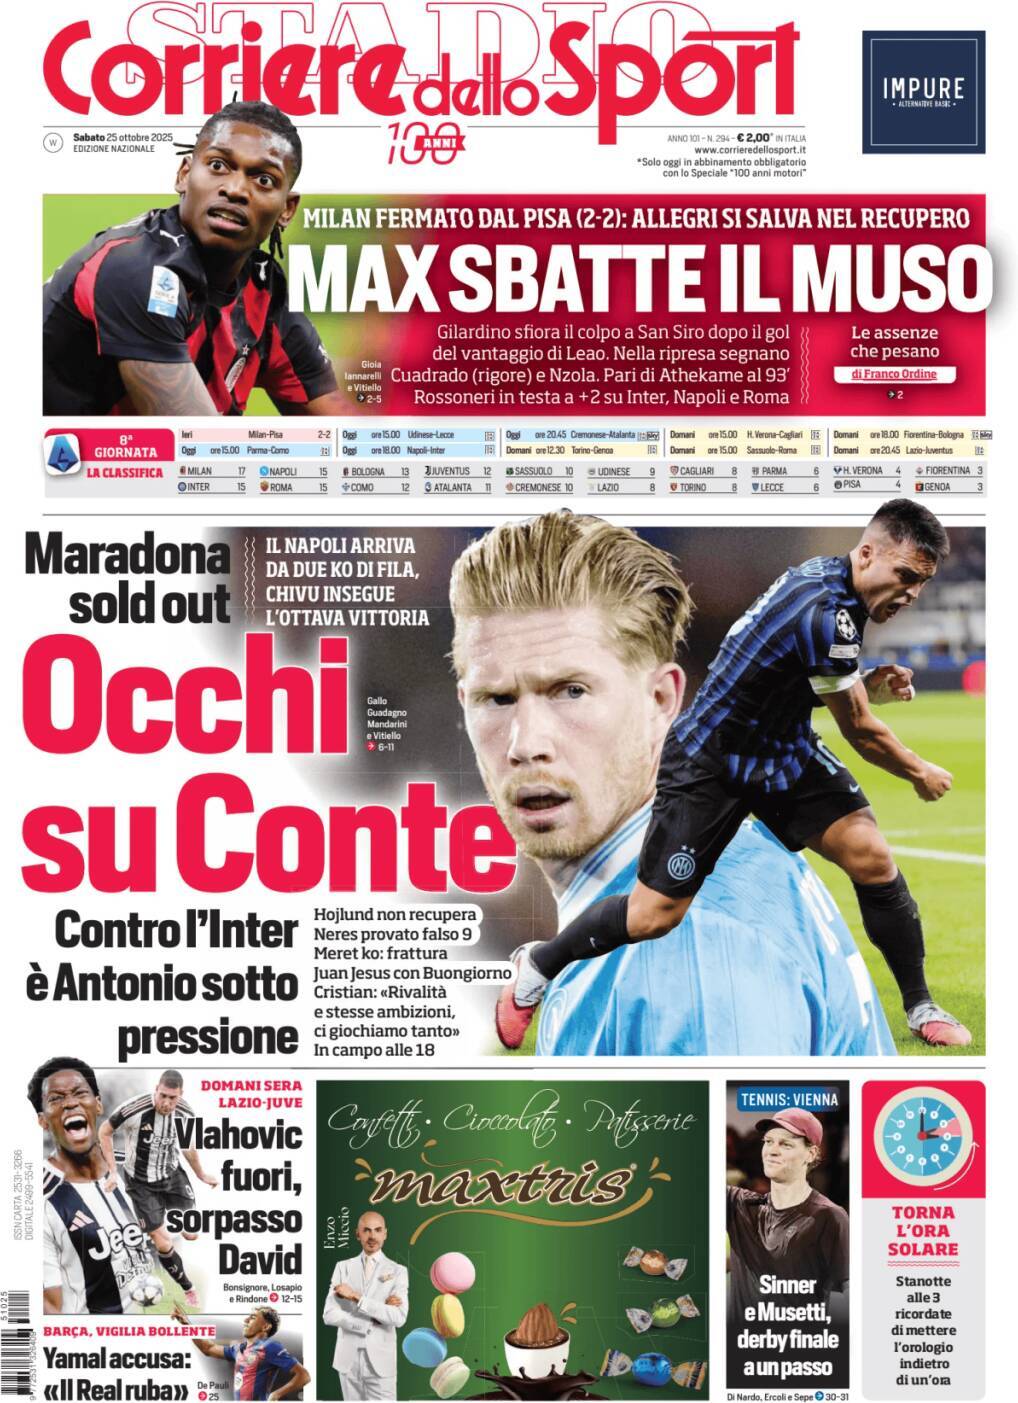 STADIO
Corriere dello Sport
100 ANNI
W
Sabato 25 ottobre 2025
EDIZIONE NAZIONALE
ANNO 101 - N. 294 - € 2,00* IN ITALIA
www.corrieredellosport.it
*Solo oggi in abbinamento obbligatorio
con lo Speciale "100 anni motori"
IMPURE
• ALTERNATIVE BASIC •
MILAN FERMATO DAL PISA (2-2): ALLEGRI SI SALVA NEL RECUPERO
MAX SBATTE IL MUSO
Gilardino sfiora il colpo a San Siro dopo il gol
del vantaggio di Leao. Nella ripresa segnano
Cuadrado (rigore) e Nzola. Pari di Athekame al 93'
Rossoneri in testa a +2 su Inter, Napoli e Roma
Gioia
Iannarelli
e Vitiello
2-5
Le assenze
che pesano
di Franco Ordine
2
8ª
GIORNATA
LA CLASSIFICA
Ieri Milan-Pisa 2-2
Oggi ore 15.00 Parma-Como
Oggi ore 15.00 Udinese-Lecce
Oggi ore 18.00 Napoli-Inter
Oggi ore 20.45 Cremonese-Atalanta
Domani ore 12.30 Torino-Genoa
Domani ore 15.00 H. Verona-Cagliari
Domani ore 15.00 Sassuolo-Roma
Domani ore 18.00 Fiorentina-Bologna
Domani ore 20.45 Lazio-Juventus
MILAN 17 NAPOLI 15 BOLOGNA 13 JUVENTUS 12 SASSUOLO 10 UDINESE 9 CAGLIARI 8 PARMA 6 H. VERONA 4 FIORENTINA 3
INTER 15 ROMA 15 COMO 12 ATALANTA 11 CREMONESE 10 LAZIO 8 TORINO 8 LECCE 6 PISA 4 GENOA 3
Maradona
sold out
IL NAPOLI ARRIVA
DA DUE KO DI FILA,
CHIVU INSEGUE
L'OTTAVA VITTORIA
Occhi
su Conte
Gallo
Guadagno
Mandarini
e Vitiello
6-11
Contro l'Inter
è Antonio sotto
pressione
Hojlund non recupera
Neres provato falso 9
Meret ko: frattura
Juan Jesus con Buongiorno
Cristian: «Rivalità
e stesse ambizioni,
ci giochiamo tanto»
In campo alle 18
DOMANI SERA
LAZIO-JUVE
Vlahovic
fuori,
sorpasso
David
Bonsignore, Losapio
e Rindone 12-15
Jeep
Jeep
BARÇA, VIGILIA BOLLENTE
Yamal accusa:
«Il Real ruba»
De Pauli
25
Confetti • Cioccolato • Patisserie
maxtris
Enzo
Miccio
TENNIS: VIENNA
Sinner
e Musetti,
derby finale
a un passo
Di Nardo, Ercoli e Sepe 30-31
TORNA
L'ORA
SOLARE
Stanotte
alle 3
ricordate
di mettere
l'orologio
indietro
di un'ora
ISSN CARTA 2531-3266
DIGITALE 2499-5541
51025
9 772531 326409